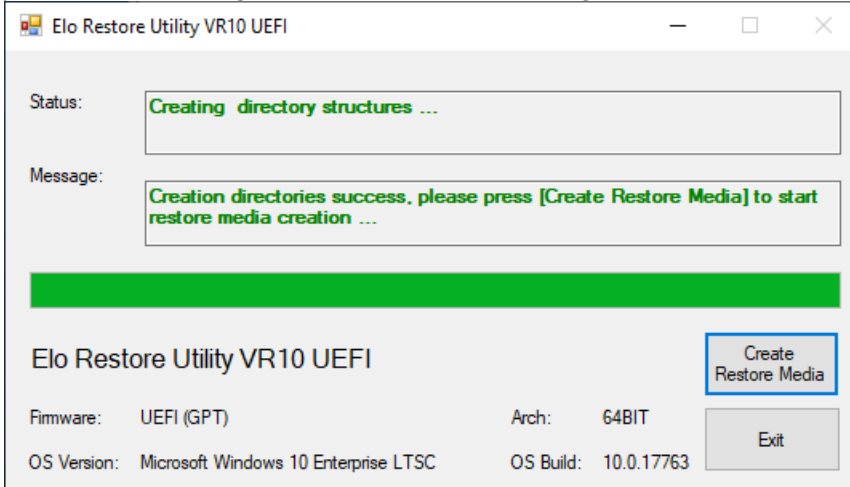 Elo Restore Utility VR10 UEFI
Status:
Creating  directory structures ...
Message:
Creation directories success, please press [Create Restore Media] to start
restore media creation ...
Elo Restore Utility VR10 UEFI
Create
Restore Media
Firmware: UEFI (GPT) Arch: 64BIT
Exit
OS Version: Microsoft Windows 10 Enterprise LTSC OS Build: 10.0.17763